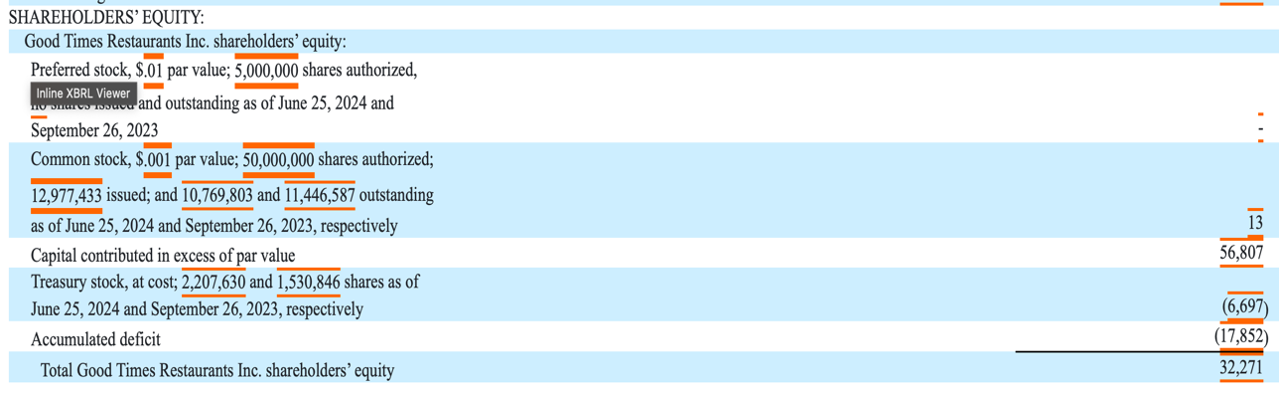 SHAREHOLDERS’ EQUITY:
Good Times Restaurants Inc. shareholders’ equity:
Preferred stock, $.01 par value; 5,000,000 shares authorized,
Inline XBRL Viewer
no shares issued and outstanding as of June 25, 2024 and
September 26, 2023 -
Common stock, $.001 par value; 50,000,000 shares authorized;
12,977,433 issued; and 10,769,803 and 11,446,587 outstanding
as of June 25, 2024 and September 26, 2023, respectively 13
Capital contributed in excess of par value 56,807
Treasury stock, at cost; 2,207,630 and 1,530,846 shares as of
June 25, 2024 and September 26, 2023, respectively (6,697)
Accumulated deficit (17,852)
Total Good Times Restaurants Inc. shareholders’ equity 32,271